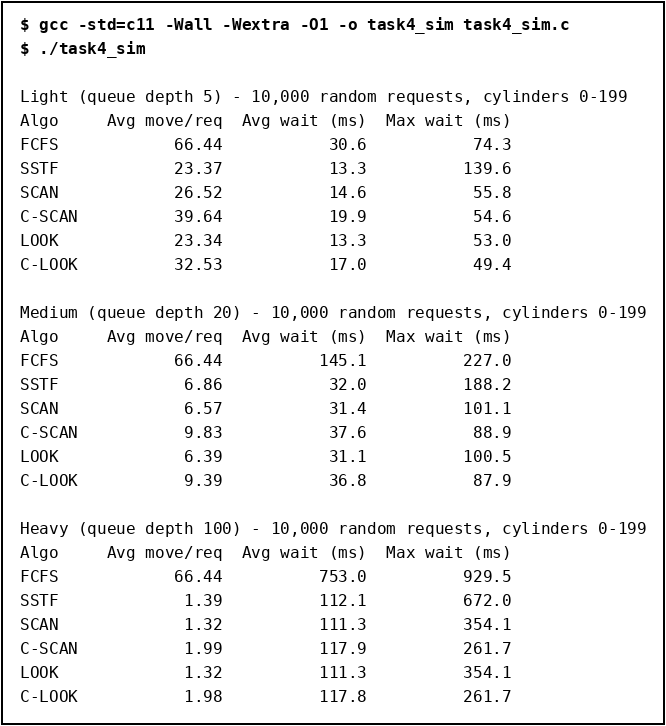 $ gcc -std=c11 -Wall -Wextra -O1 -o task4_sim task4_sim.c
$ ./task4_sim
Light (queue depth 5) - 10,000 random requests, cylinders 0-199
Algo     Avg move/req  Avg wait (ms)  Max wait (ms)
FCFS            66.44           30.6           74.3
SSTF            23.37           13.3          139.6
SCAN            26.52           14.6           55.8
C-SCAN          39.64           19.9           54.6
LOOK            23.34           13.3           53.0
C-LOOK          32.53           17.0           49.4
Medium (queue depth 20) - 10,000 random requests, cylinders 0-199
Algo     Avg move/req  Avg wait (ms)  Max wait (ms)
FCFS            66.44          145.1          227.0
SSTF             6.86           32.0          188.2
SCAN             6.57           31.4          101.1
C-SCAN           9.83           37.6           88.9
LOOK             6.39           31.1          100.5
C-LOOK           9.39           36.8           87.9
Heavy (queue depth 100) - 10,000 random requests, cylinders 0-199
Algo     Avg move/req  Avg wait (ms)  Max wait (ms)
FCFS            66.44          753.0          929.5
SSTF             1.39          112.1          672.0
SCAN             1.32          111.3          354.1
C-SCAN           1.99          117.9          261.7
LOOK             1.32          111.3          354.1
C-LOOK           1.98          117.8          261.7